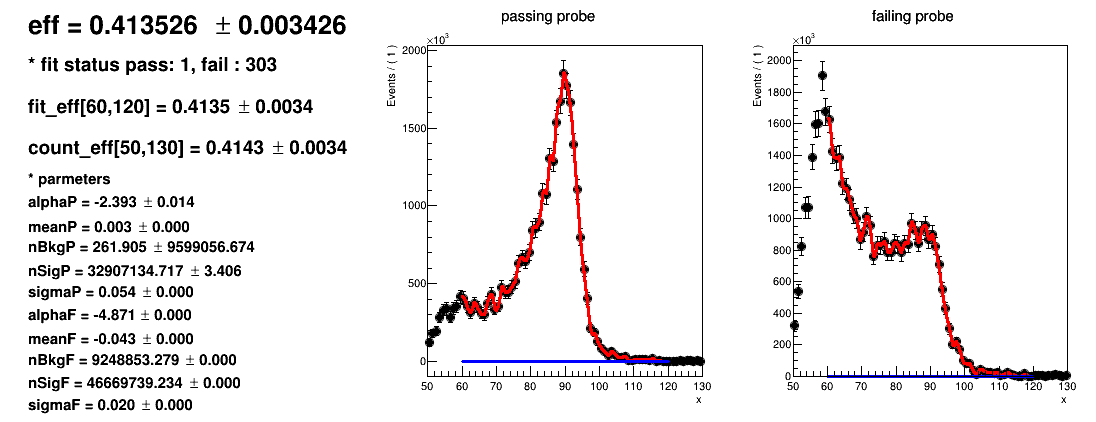 eff = 0.413526 ± 0.003426
* fit status pass: 1, fail : 303
fit_eff[60,120] = 0.4135 ± 0.0034
count_eff[50,130] = 0.4143 ± 0.0034
* parmeters
alphaP = -2.393 ± 0.014
meanP = 0.003 ± 0.000
nBkgP = 261.905 ± 9599056.674
nSigP = 32907134.717 ± 3.406
sigmaP = 0.054 ± 0.000
alphaF = -4.871 ± 0.000
meanF = -0.043 ± 0.000
nBkgF = 9248853.279 ± 0.000
nSigF = 46669739.234 ± 0.000
sigmaF = 0.020 ± 0.000
passing probe
×10³
Events / ( 1 )
2000
1500
1000
500
0
50 60 70 80 90 100 110 120 130
x
failing probe
×10³
Events / ( 1 )
2000
1800
1600
1400
1200
1000
800
600
400
200
0
50 60 70 80 90 100 110 120 130
x